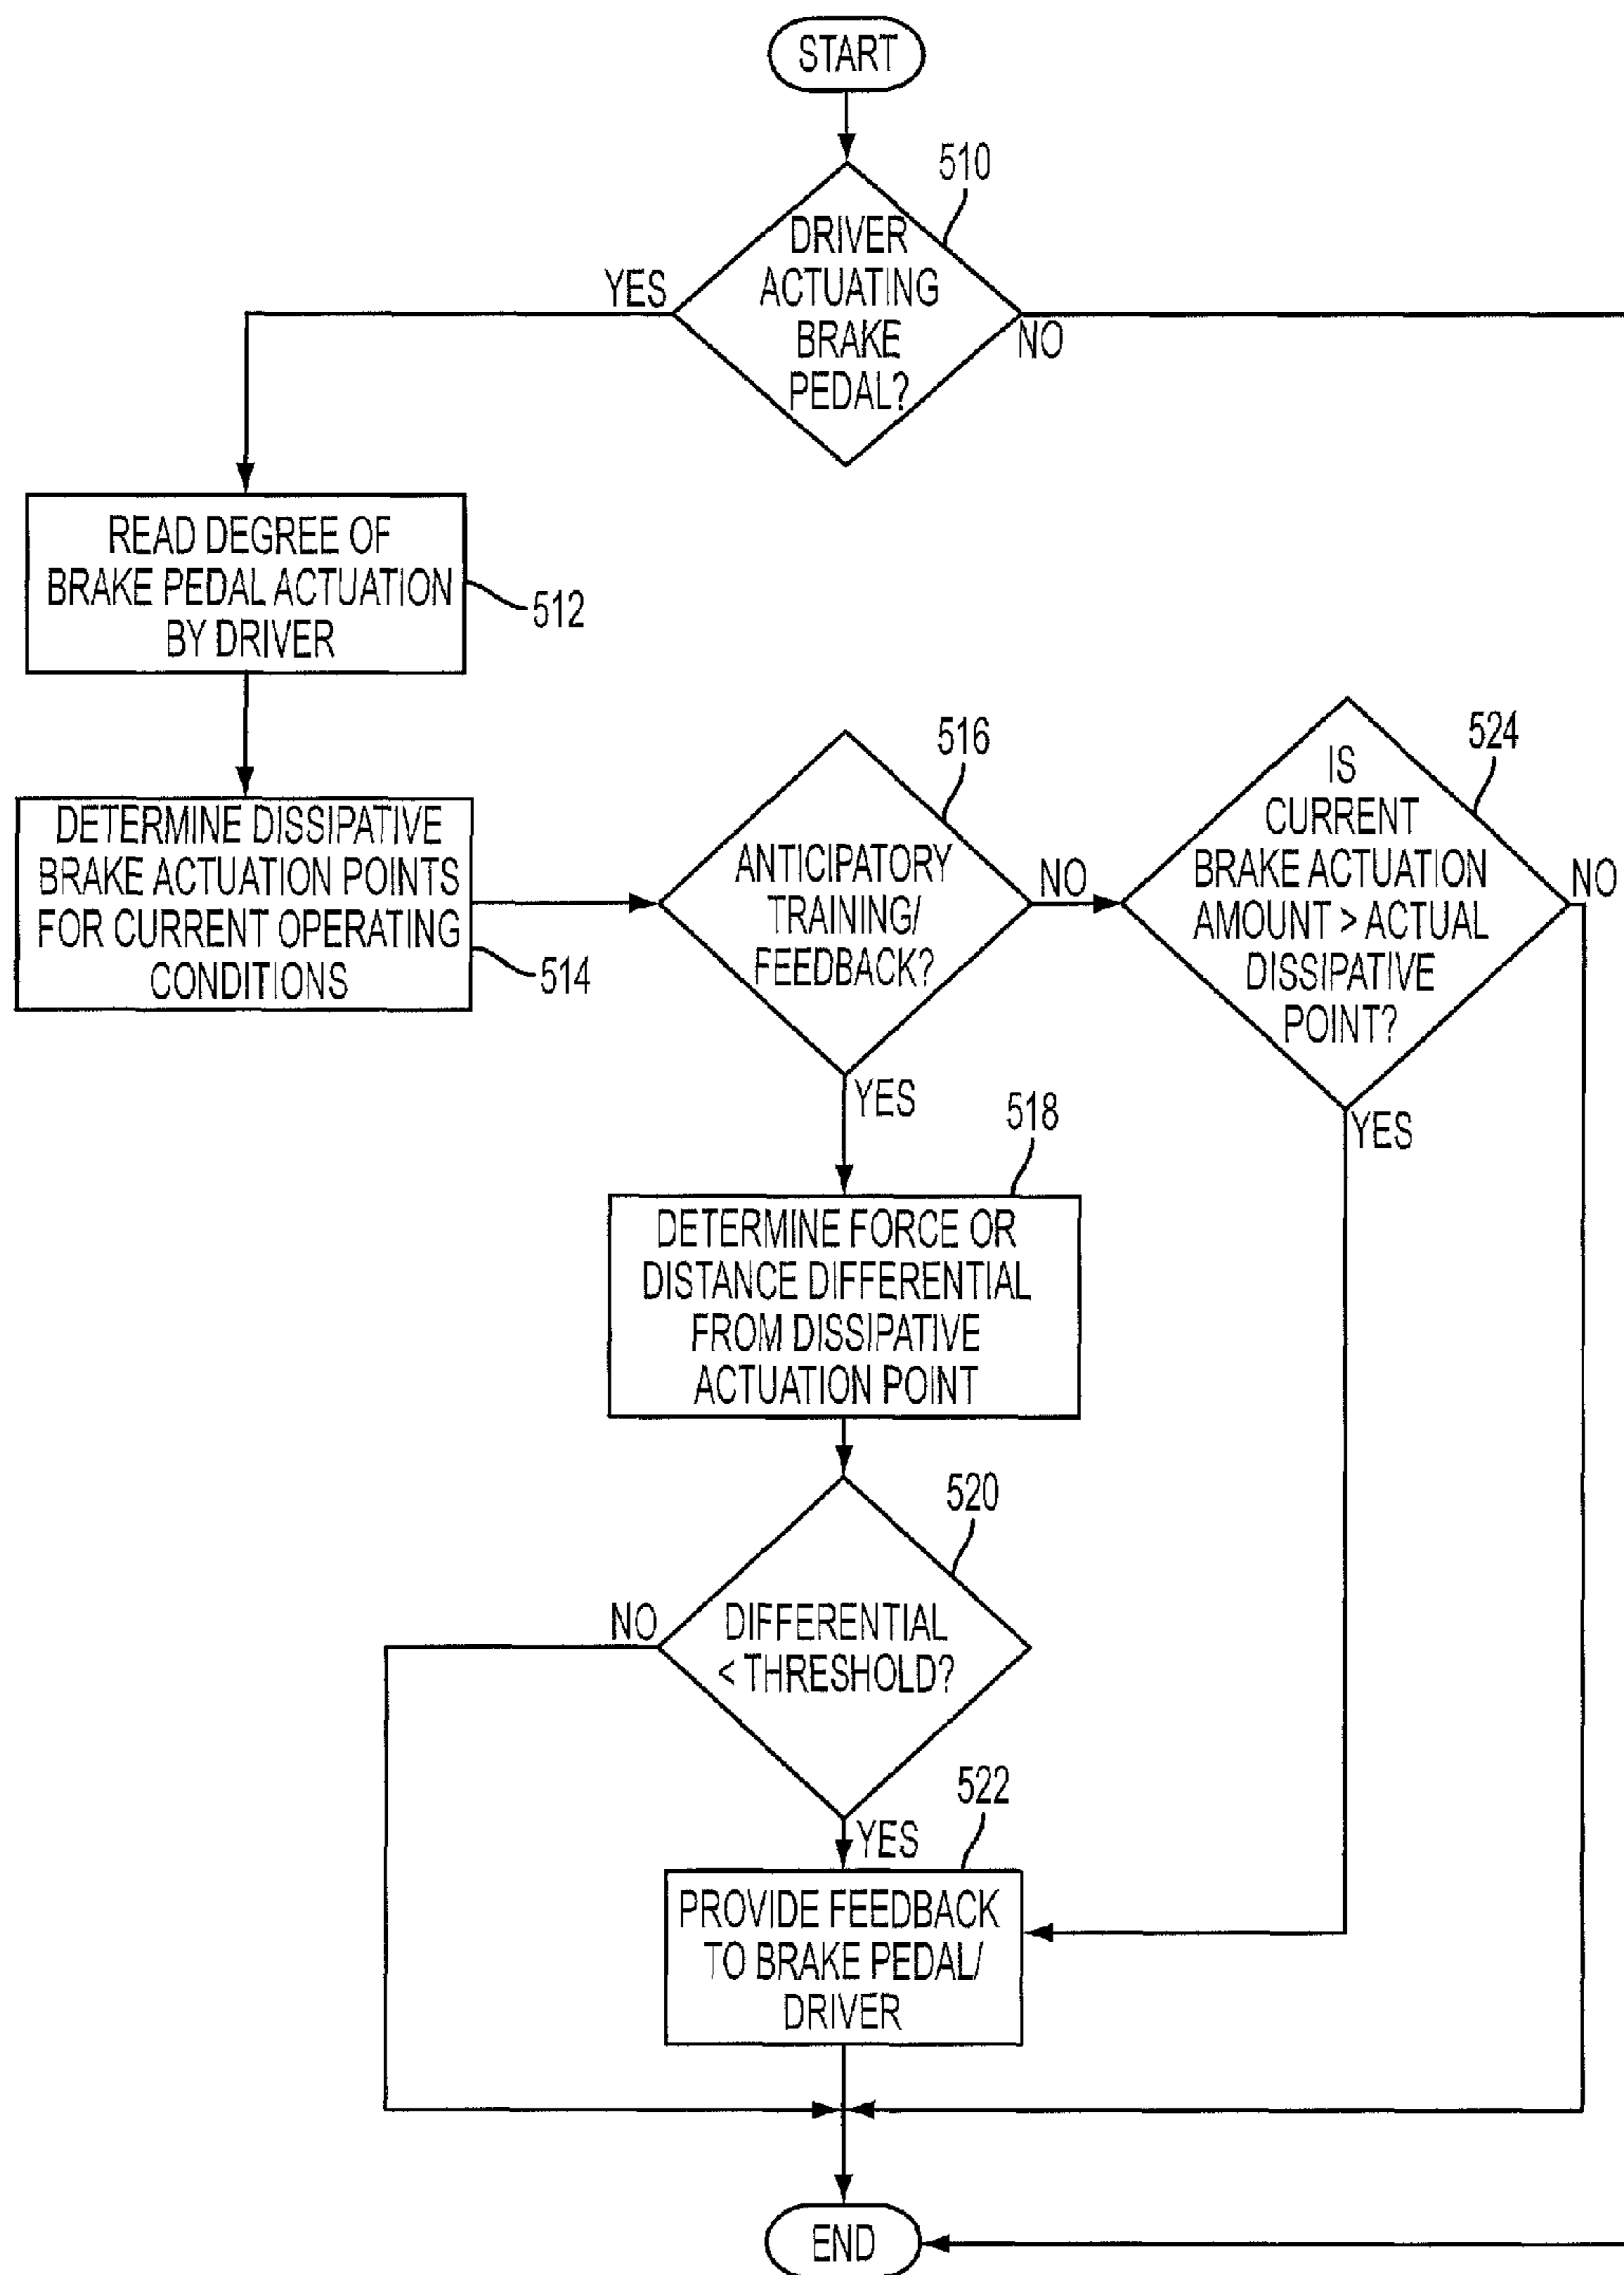 START
510
DRIVER
ACTUATING
BRAKE
PEDAL?
YES
NO
READ DEGREE OF
BRAKE PEDAL ACTUATION
BY DRIVER
512
DETERMINE DISSIPATIVE
BRAKE ACTUATION POINTS
FOR CURRENT OPERATING
CONDITIONS
514
516
ANTICIPATORY
TRAINING/
FEEDBACK?
NO
YES
524
IS
CURRENT
BRAKE ACTUATION
AMOUNT > ACTUAL
DISSIPATIVE
POINT?
NO
YES
518
DETERMINE FORCE OR
DISTANCE DIFFERENTIAL
FROM DISSIPATIVE
ACTUATION POINT
520
DIFFERENTIAL
< THRESHOLD?
NO
YES
522
PROVIDE FEEDBACK
TO BRAKE PEDAL/
DRIVER
END